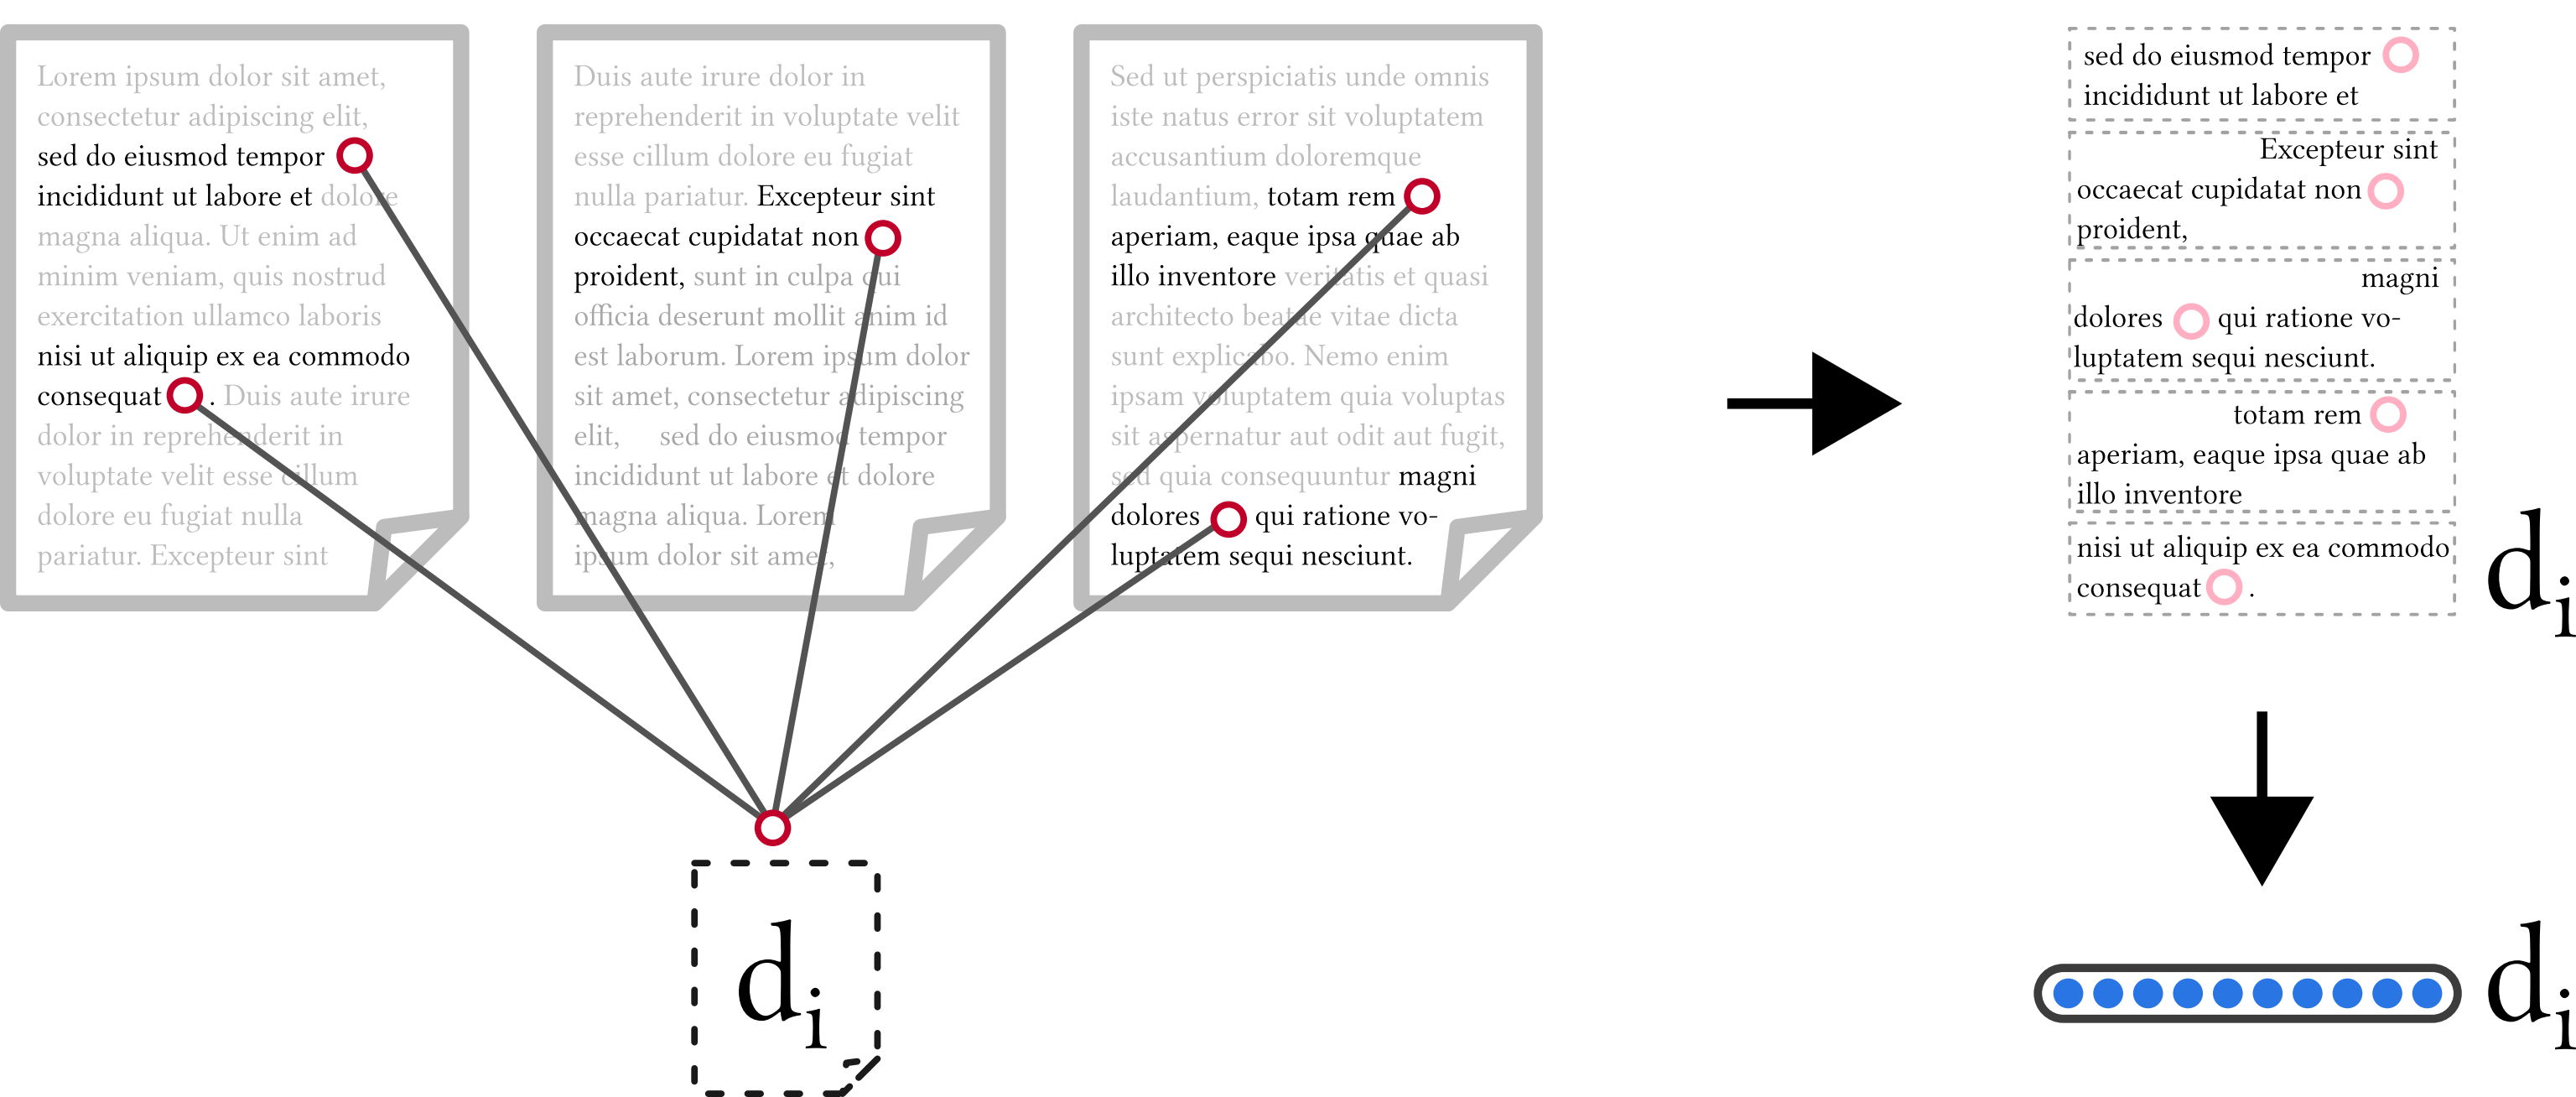 Lorem ipsum dolor sit amet,
consectetur adipiscing elit,
sed do eiusmod tempor
incididunt ut labore et dolore
magna aliqua. Ut enim ad
minim veniam, quis nostrud
exercitation ullamco laboris
nisi ut aliquip ex ea commodo
consequat . Duis aute irure
dolor in reprehenderit in
voluptate velit esse cillum
dolore eu fugiat nulla
pariatur. Excepteur sint
Duis aute irure dolor in
reprehenderit in voluptate velit
esse cillum dolore eu fugiat
nulla pariatur. Excepteur sint
occaecat cupidatat non
proident, sunt in culpa qui
officia deserunt mollit anim id
est laborum. Lorem ipsum dolor
sit amet, consectetur adipiscing
elit, sed do eiusmod tempor
incididunt ut labore et dolore
magna aliqua. Lorem
ipsum dolor sit amet,
Sed ut perspiciatis unde omnis
iste natus error sit voluptatem
accusantium doloremque
laudantium, totam rem
aperiam, eaque ipsa quae ab
illo inventore veritatis et quasi
architecto beatae vitae dicta
sunt explicabo. Nemo enim
ipsam voluptatem quia voluptas
sit aspernatur aut odit aut fugit,
sed quia consequuntur magni
dolores qui ratione vo-
luptatem sequi nesciunt.
di
sed do eiusmod tempor
incididunt ut labore et
Excepteur sint
occaecat cupidatat non
proident,
magni
dolores qui ratione vo-
luptatem sequi nesciunt.
totam rem
aperiam, eaque ipsa quae ab
illo inventore
nisi ut aliquip ex ea commodo
consequat .
di
di